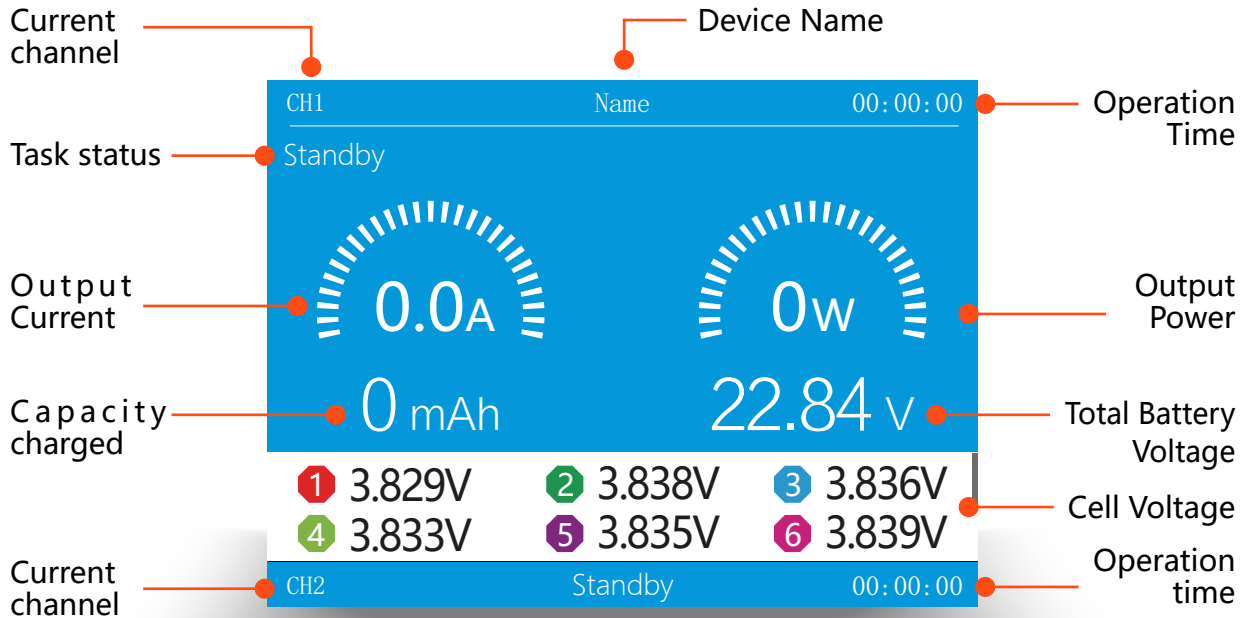 Current
channel
Device Name
CH1 Name 00:00:00
Operation
Time
Task status
Standby
Output
Current
0.0A
0W
Output
Power
Capacity
charged
0 mAh
22.84 V
Total Battery
Voltage
1 3.829V 2 3.838V 3 3.836V
4 3.833V 5 3.835V 6 3.839V
Cell Voltage
Current
channel
CH2 Standby 00:00:00
Operation
time